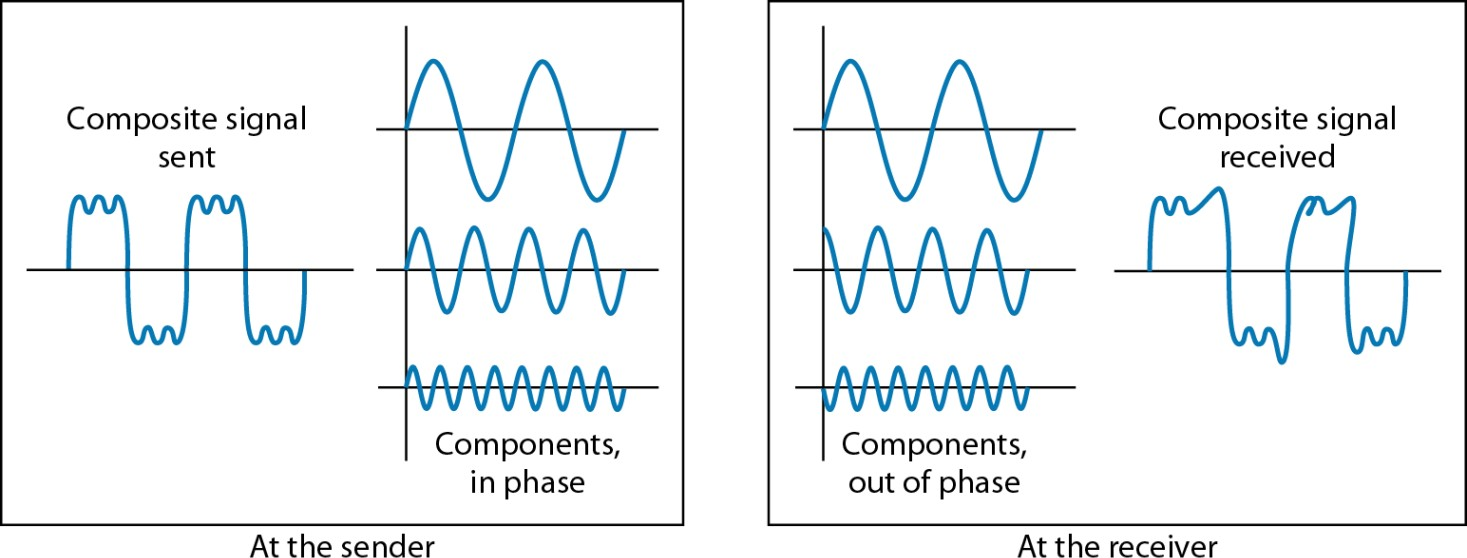 Composite signal
sent
Components,
in phase
At the sender
Composite signal
received
Components,
out of phase
At the receiver